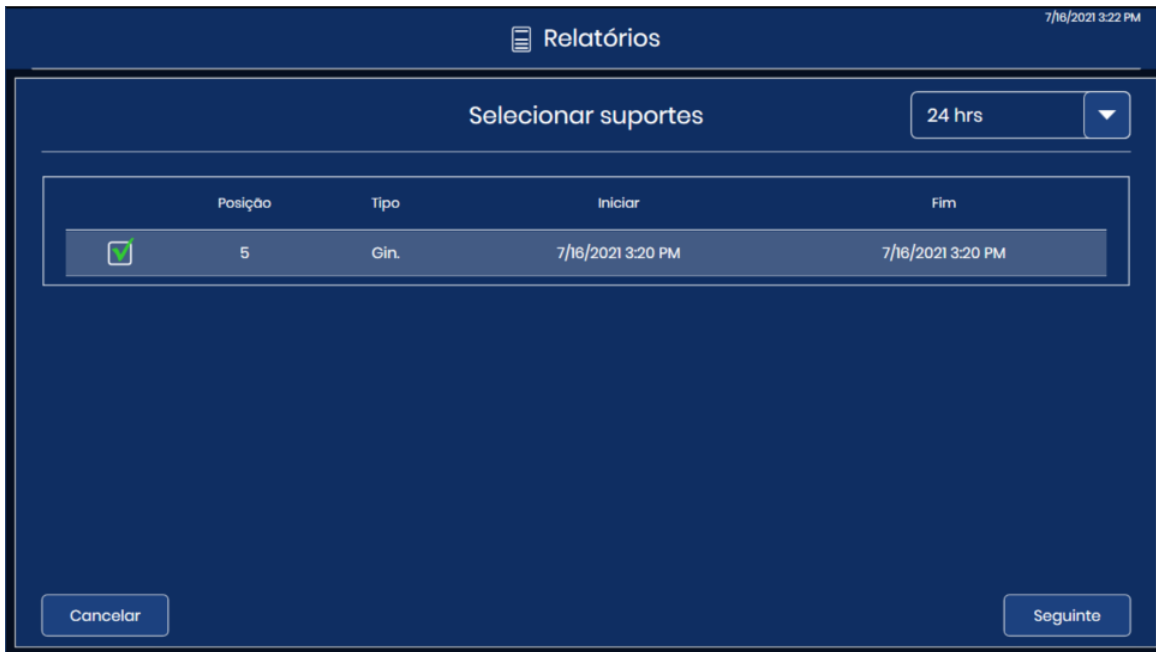 7/16/2021 3:22 PM
Relatórios
Selecionar suportes
24 hrs
Posição Tipo Iniciar Fim
5 Gin. 7/16/2021 3:20 PM 7/16/2021 3:20 PM
Cancelar Seguinte